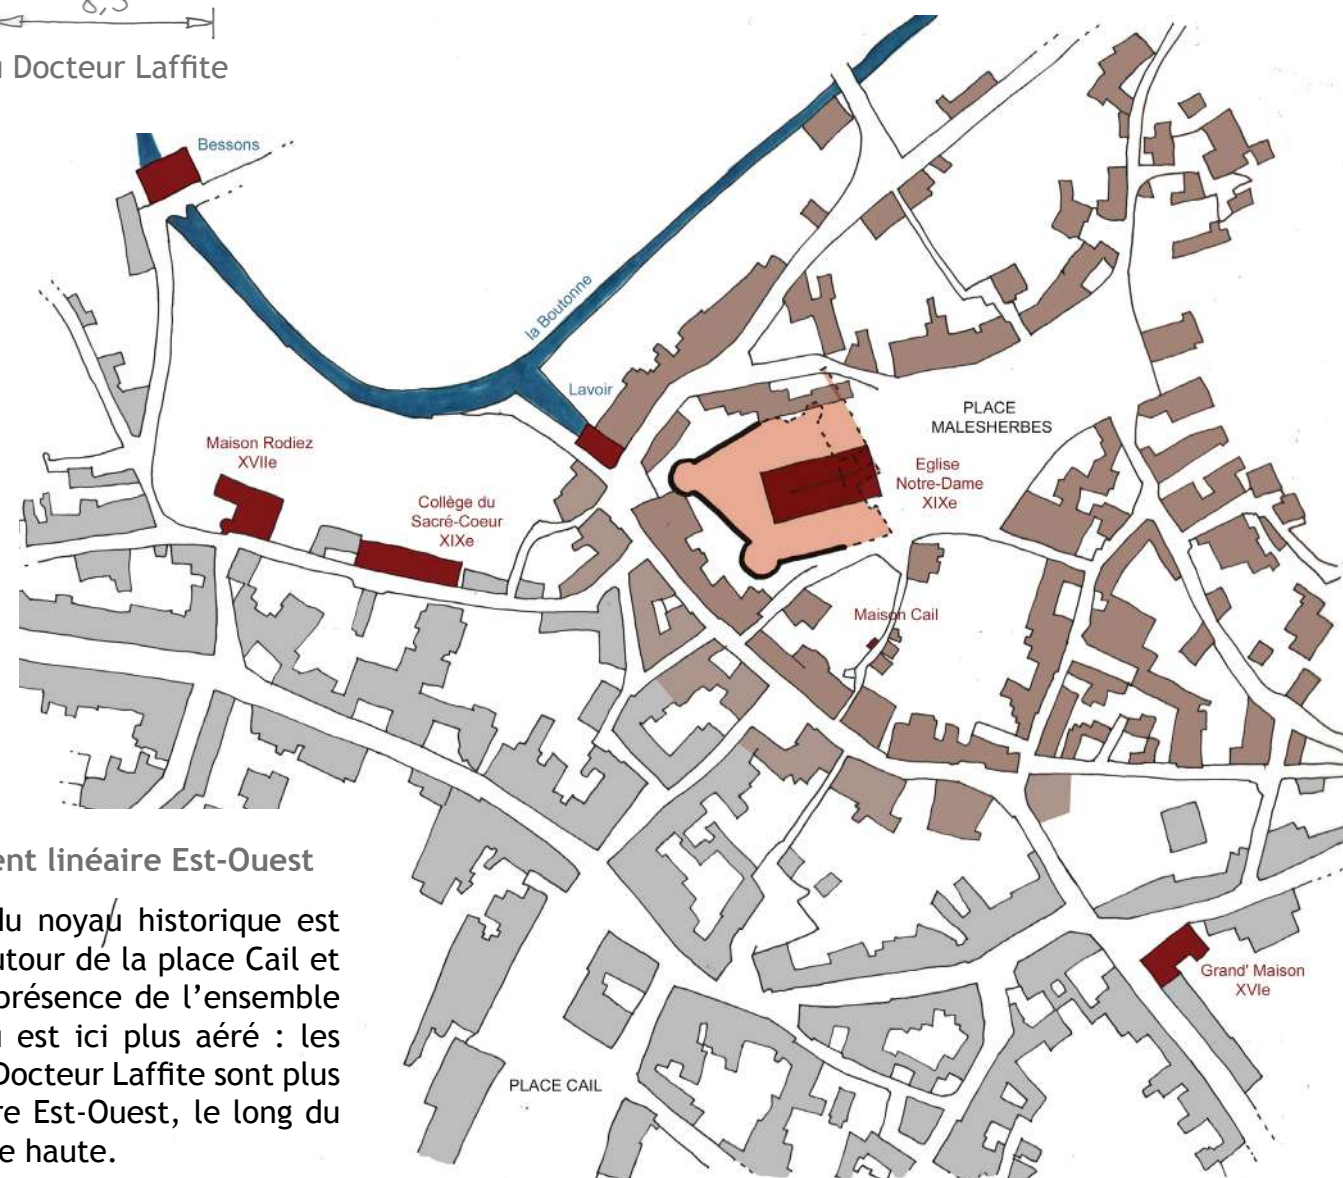 8,5
Docteur Laffite
Bessons
la Boutonne
Lavoir
Maison Rodiez
XVIIe
Collège du
Sacré-Coeur
XIXe
PLACE
MALESHERBES
Eglise
Notre-Dame
XIXe
Maison Cail
Grand' Maison
XVIe
PLACE CAIL
ent linéaire Est-Ouest
du noyau historique est
utour de la place Cail et
présence de l'ensemble
est ici plus aéré : les
Docteur Laffite sont plus
re Est-Ouest, le long du
e haute.